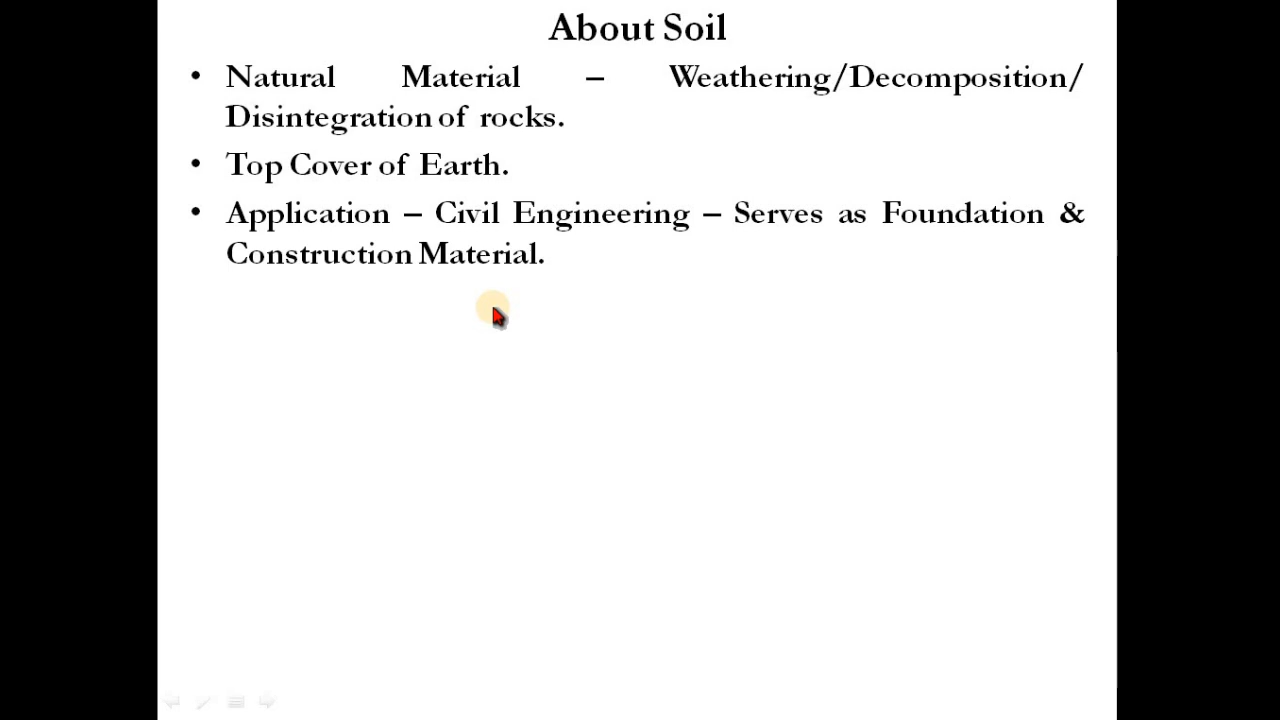 About Soil
• Natural Material – Weathering/Decomposition/
Disintegration of rocks.
• Top Cover of Earth.
• Application – Civil Engineering – Serves as Foundation &
Construction Material.